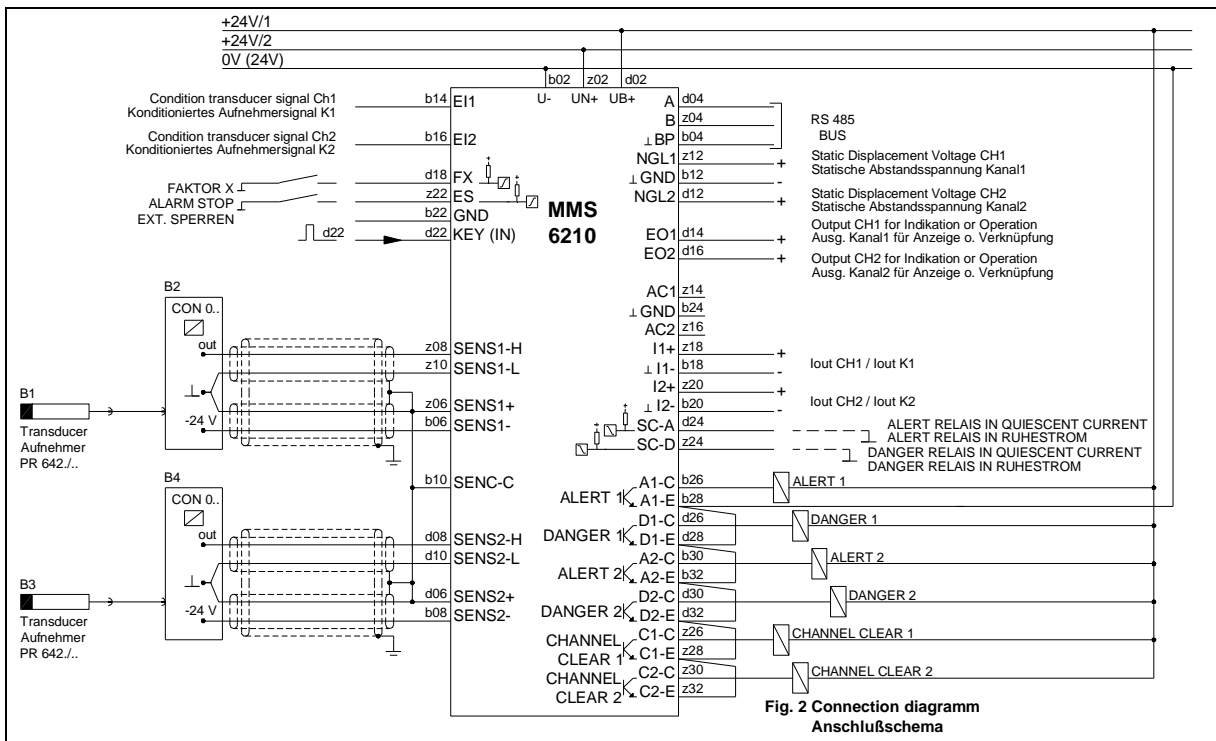 +24V/1
+24V/2
0V (24V)
b02 z02 d02
U- UN+ UB+
Condition transducer signal Ch1
Konditioniertes Aufnehmersignal K1
b14 EI1
Condition transducer signal Ch2
Konditioniertes Aufnehmersignal K2
b16 EI2
FAKTOR X
d18 FX
ALARM STOP
z22 ES
EXT. SPERREN
b22 GND
d22
d22 KEY (IN)
MMS
6210
A d04
B z04
⊥BP b04
RS 485
BUS
NGL1 z12 +
⊥GND b12 -
NGL2 d12 +
Static Displacement Voltage CH1
Statische Abstandsspannung Kanal1
Static Displacement Voltage CH2
Statische Abstandsspannung Kanal2
EO1 d14 +
EO2 d16 +
Output CH1 for Indikation or Operation
Ausg. Kanal1 für Anzeige o. Verknüpfung
Output CH2 for Indikation or Operation
Ausg. Kanal2 für Anzeige o. Verknüpfung
AC1 z14
⊥GND b24
AC2 z16
I1+ z18 +
⊥I1- b18 -
Iout CH1 / Iout K1
I2+ z20 +
⊥I2- b20 -
Iout CH2 / Iout K2
SC-A d24
ALERT RELAIS IN QUIESCENT CURRENT
ALERT RELAIS IN RUHESTROM
SC-D z24
DANGER RELAIS IN QUIESCENT CURRENT
DANGER RELAIS IN RUHESTROM
B2
CON 0..
out
-24 V
B1
Transducer
Aufnehmer
PR 642./..
z08 SENS1-H
z10 SENS1-L
z06 SENS1+
b06 SENS1-
b10 SENC-C
B4
CON 0..
out
-24 V
B3
Transducer
Aufnehmer
PR 642./..
d08 SENS2-H
d10 SENS2-L
d06 SENS2+
b08 SENS2-
ALERT 1
A1-C b26
A1-E b28
ALERT 1
DANGER 1
D1-C d26
D1-E d28
DANGER 1
ALERT 2
A2-C b30
A2-E b32
ALERT 2
DANGER 2
D2-C d30
D2-E d32
DANGER 2
CHANNEL
CLEAR 1
C1-C z26
C1-E z28
CHANNEL CLEAR 1
CHANNEL
CLEAR 2
C2-C z30
C2-E z32
CHANNEL CLEAR 2
Fig. 2 Connection diagramm
Anschlußschema